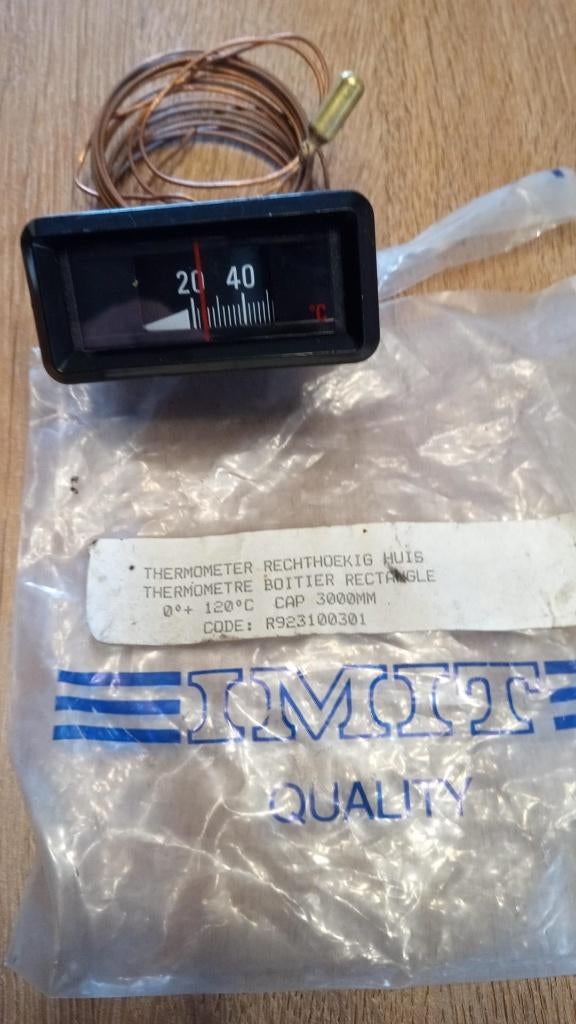 20 40
°C
THERMOMETER RECHTHOEKIG HUIS
THERMOMETRE BOITIER RECTANGLE
0°+ 120°C CAP 3000MM
CODE: R923100301
IMIT
QUALITY